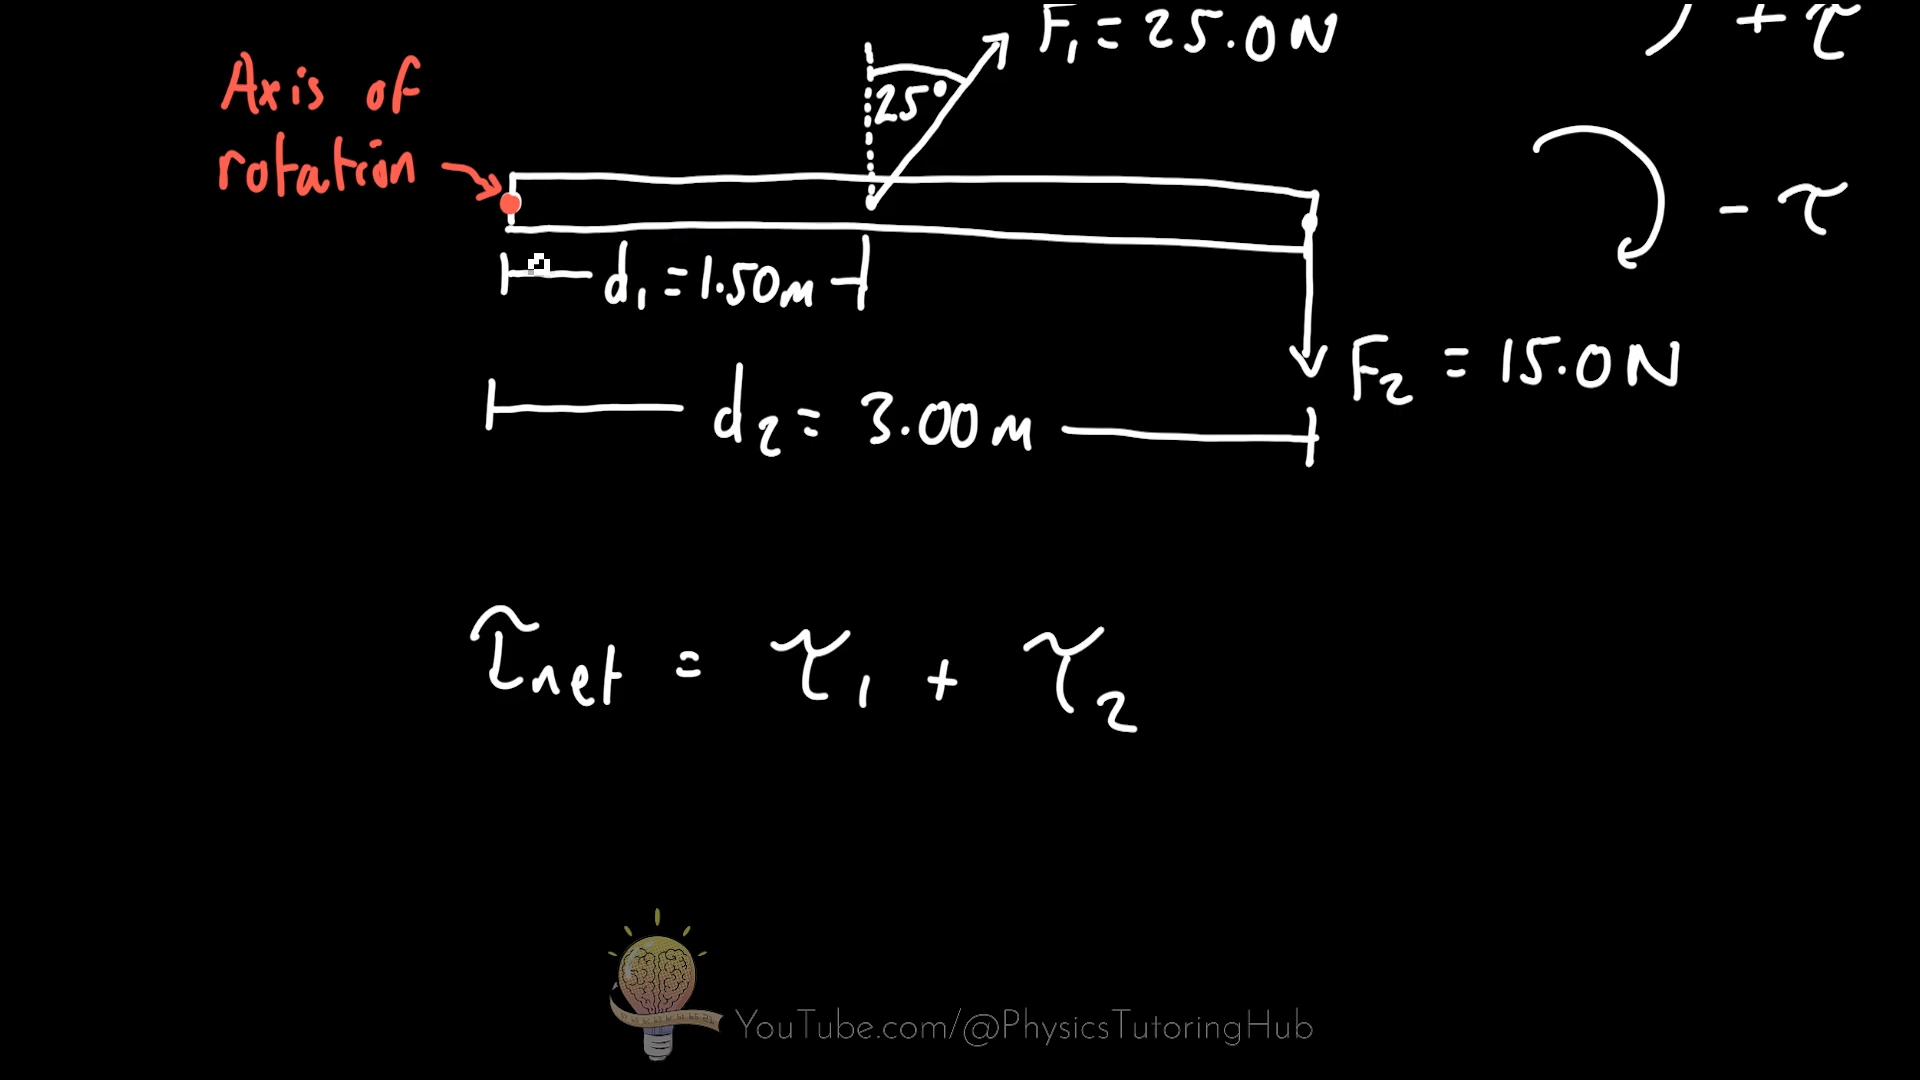 F₁ = 25.0N
+ τ
Axis of
rotation
25°
- τ
d₁ = 1.50m
F₂ = 15.0N
d₂ = 3.00m
τnet = τ₁ + τ₂
YouTube.com/@PhysicsTutoringHub